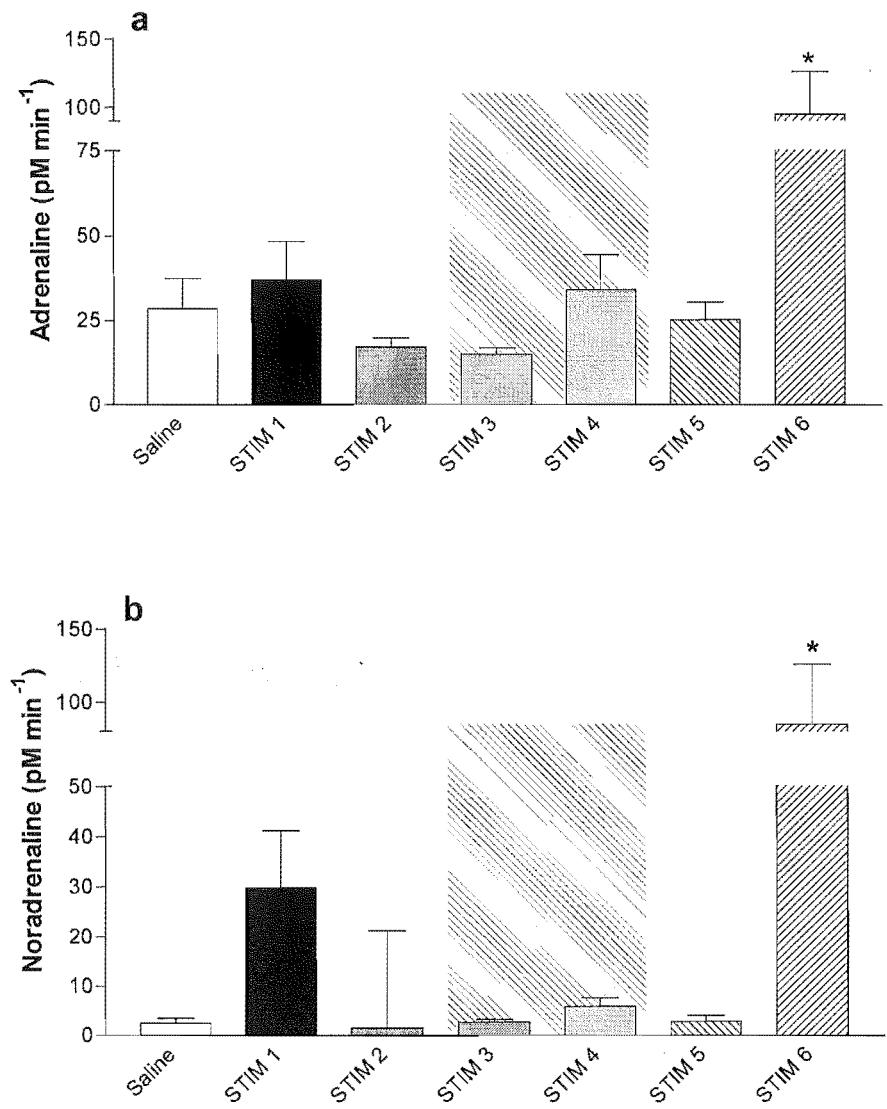 a
Adrenaline (pM min⁻¹)
150
100
75
50
25
0
*
Saline
STIM 1
STIM 2
STIM 3
STIM 4
STIM 5
STIM 6
b
Noradrenaline (pM min⁻¹)
150
100
50
40
30
20
10
0
*
Saline
STIM 1
STIM 2
STIM 3
STIM 4
STIM 5
STIM 6